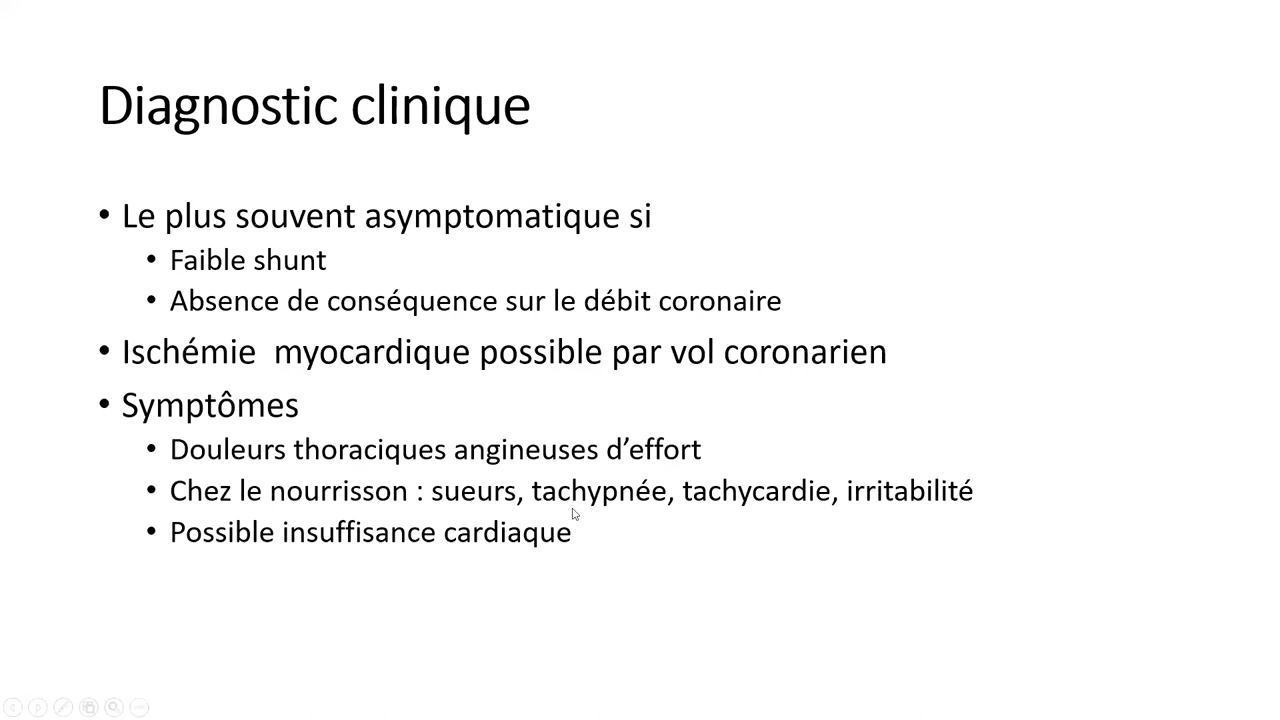 Diagnostic clinique
• Le plus souvent asymptomatique si
• Faible shunt
• Absence de conséquence sur le débit coronaire
• Ischémie  myocardique possible par vol coronarien
• Symptômes
• Douleurs thoraciques angineuses d’effort
• Chez le nourrisson : sueurs, tachypnée, tachycardie, irritabilité
• Possible insuffisance cardiaque